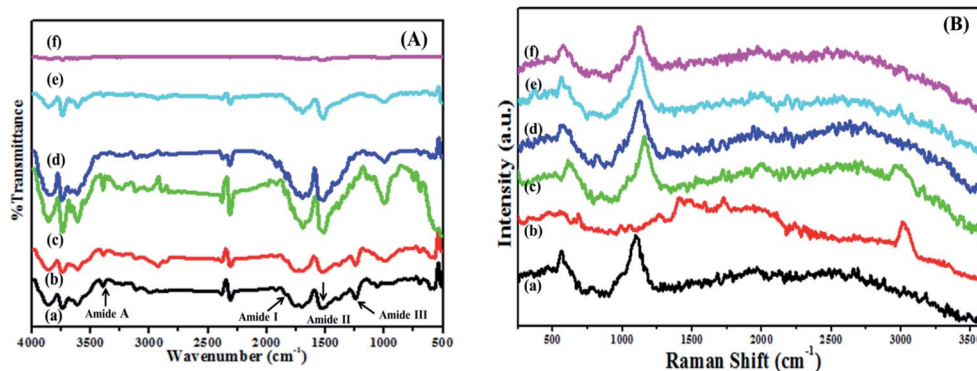 (A)
(f)
(e)
(d)
(c)
(b)
(a)
Amide A
Amide I
Amide II
Amide III
%Transmittance
4000 3500 3000 2500 2000 1500 1000 500
Wavenumber (cm-1)
(B)
(f)
(e)
(d)
(c)
(b)
(a)
Intensity (a.u.)
500 1000 1500 2000 2500 3000 3500
Raman Shift (cm-1)